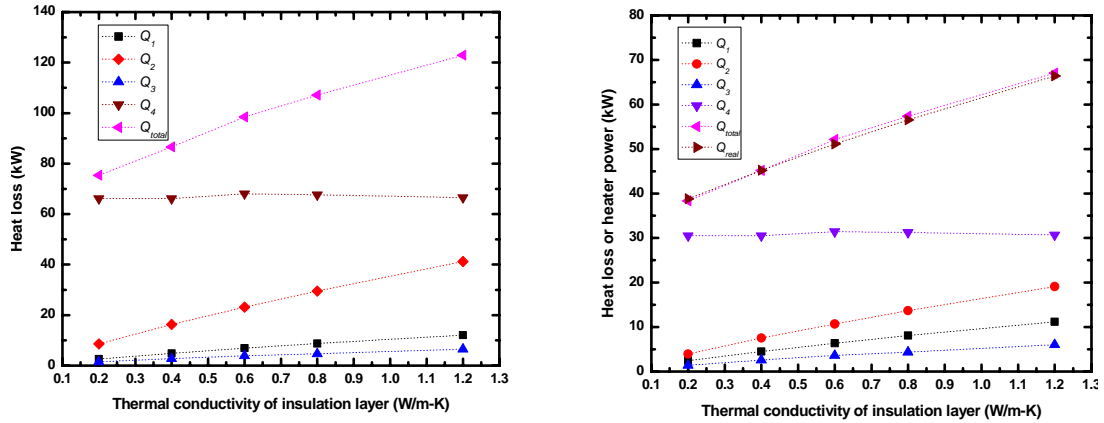 140
120
100
80
60
40
20
0
0.1 0.2 0.3 0.4 0.5 0.6 0.7 0.8 0.9 1.0 1.1 1.2 1.3
Heat loss (kW)
Thermal conductivity of insulation layer (W/m-K)
Q1
Q2
Q3
Q4
Qtotal
80
70
60
50
40
30
20
10
0
0.1 0.2 0.3 0.4 0.5 0.6 0.7 0.8 0.9 1.0 1.1 1.2 1.3
Heat loss or heater power (kW)
Thermal conductivity of insulation layer (W/m-K)
Q1
Q2
Q3
Q4
Qtotal
Qreal